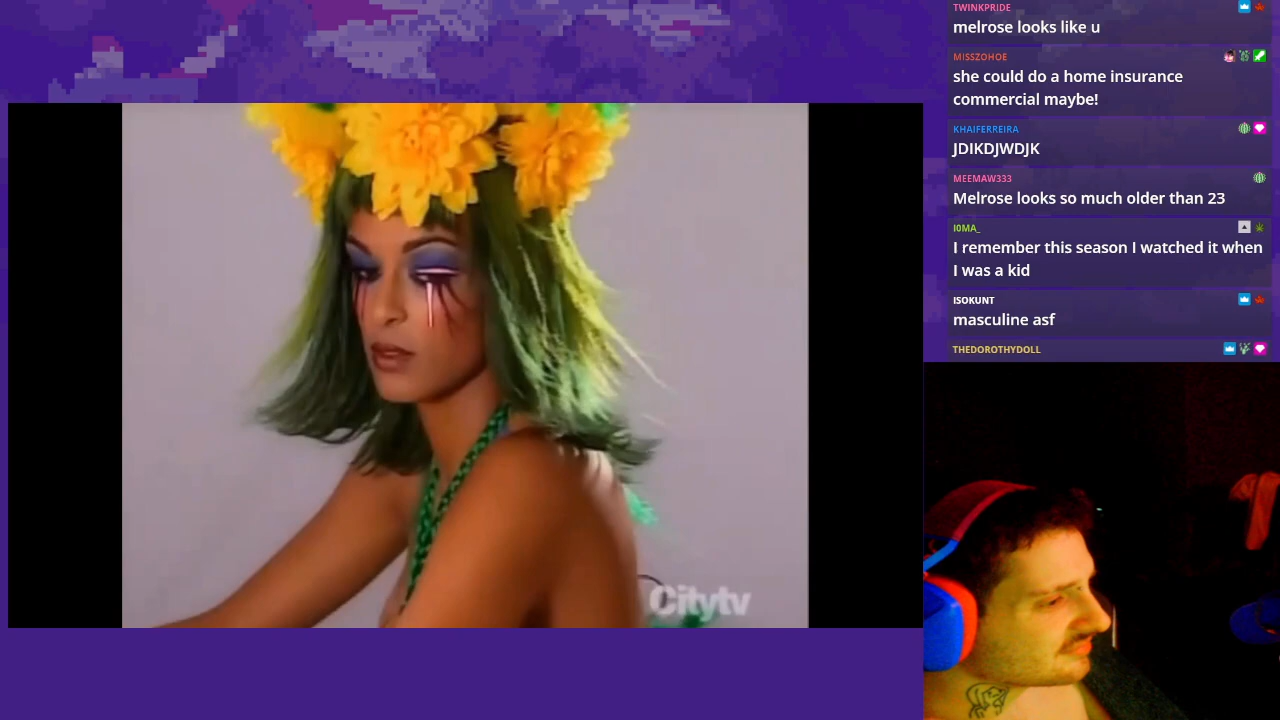 TWINKPRIDE
melrose looks like u
MISSZOHOE
she could do a home insurance
commercial maybe!
KHAIFERREIRA
JDIKDJWDJK
MEEMAW333
Melrose looks so much older than 23
I0MA_
I remember this season I watched it when
I was a kid
ISOKUNT
masculine asf
THEDOROTHYDOLL
Citytv